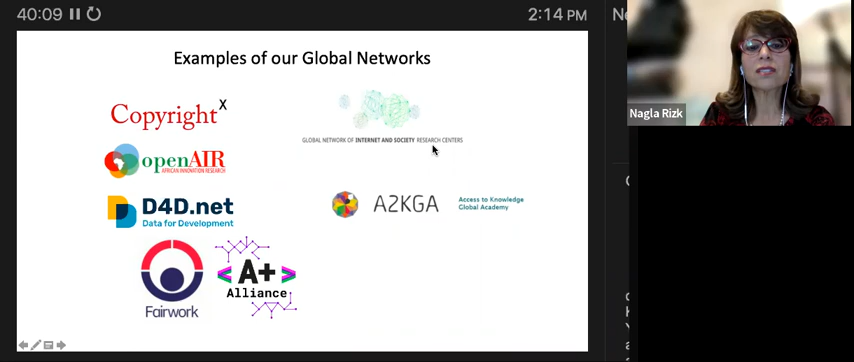 40:09
2:14 PM
Examples of our Global Networks
Copyright X
GLOBAL NETWORK OF INTERNET AND SOCIETY RESEARCH CENTERS
openAIR
AFRICAN INNOVATION RESEARCH
D4D.net
Data for Development
A2KGA
Access to Knowledge
Global Academy
Fairwork
<A+>
Alliance
Nagla Rizk